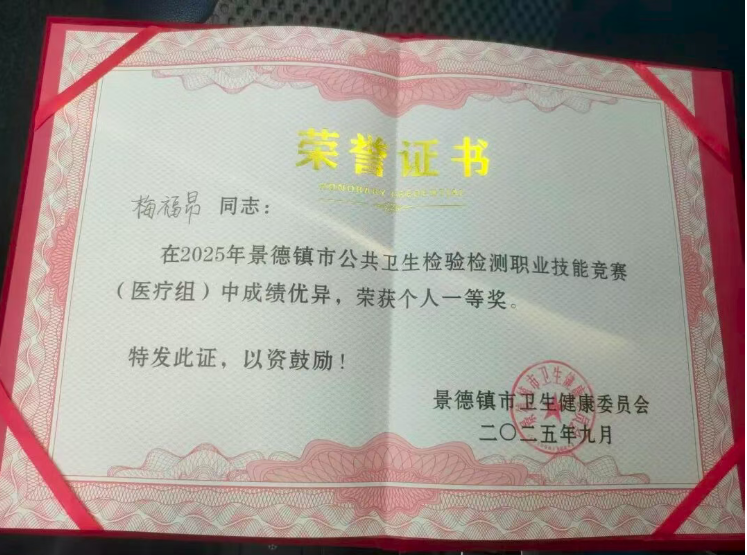 荣誉证书
梅福昂 同志：
在2025年景德镇市公共卫生检验检测职业技能竞赛
（医疗组）中成绩优异，荣获个人一等奖。
特发此证，以资鼓励！
景德镇市卫生健康委员会
二〇二五年九月